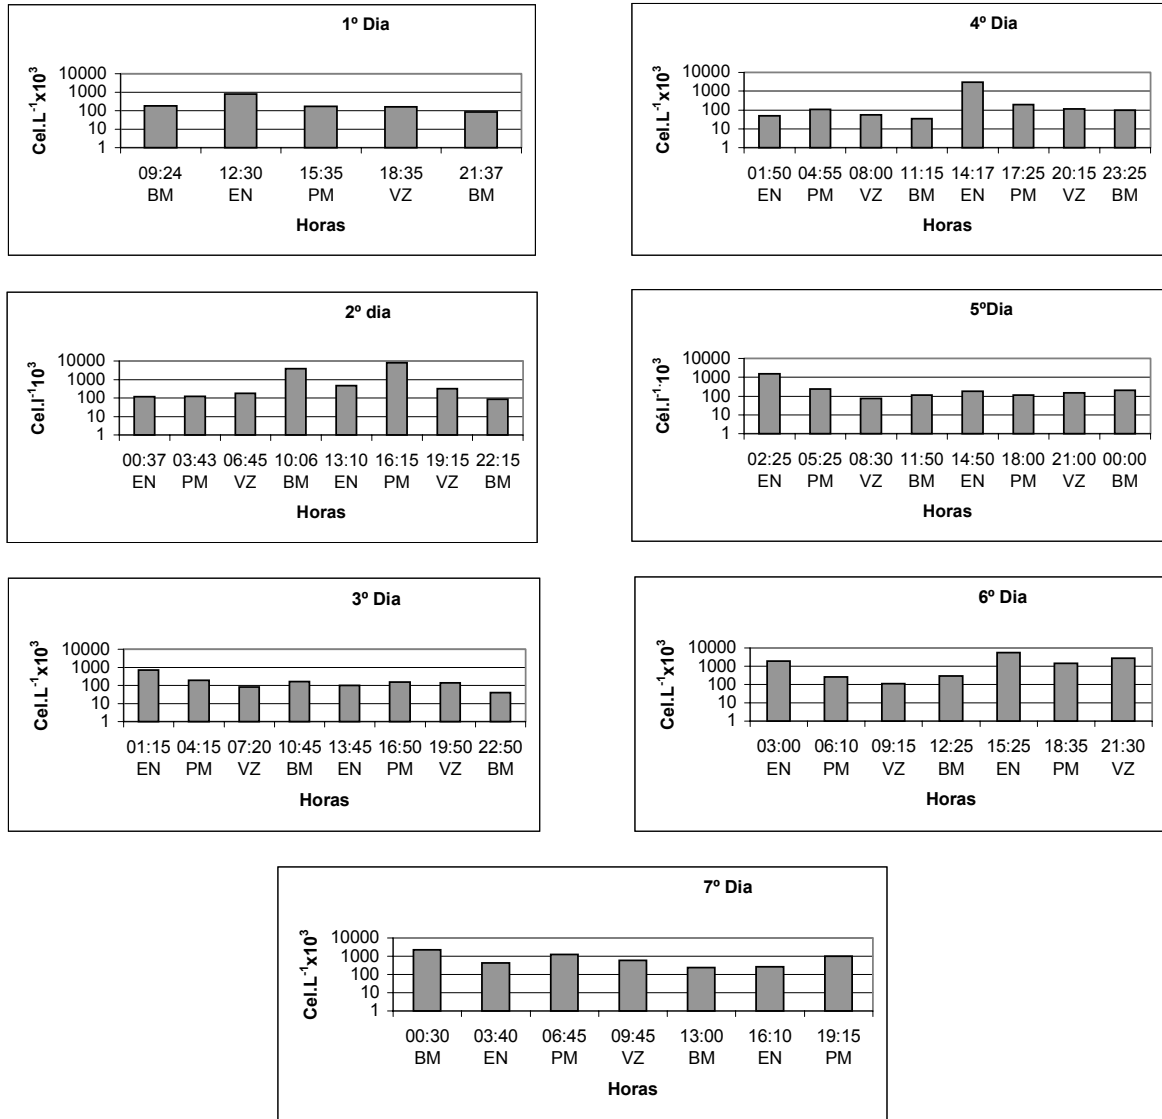 1º Dia
Cel.L⁻¹x10³
10000
1000
100
10
1
09:24 12:30 15:35 18:35 21:37
BM EN PM VZ BM
Horas
4º Dia
Cel.L⁻¹x10³
10000
1000
100
10
1
01:50 04:55 08:00 11:15 14:17 17:25 20:15 23:25
EN PM VZ BM EN PM VZ BM
Horas
2º dia
Cel.l⁻¹10³
10000
1000
100
10
1
00:37 03:43 06:45 10:06 13:10 16:15 19:15 22:15
EN PM VZ BM EN PM VZ BM
Horas
5ºDia
Cél.l⁻¹·10³
10000
1000
100
10
1
02:25 05:25 08:30 11:50 14:50 18:00 21:00 00:00
EN PM VZ BM EN PM VZ BM
Horas
3º Dia
Cel.L⁻¹x10³
10000
1000
100
10
1
01:15 04:15 07:20 10:45 13:45 16:50 19:50 22:50
EN PM VZ BM EN PM VZ BM
Horas
6º Dia
Cel.L⁻¹x10³
10000
1000
100
10
1
03:00 06:10 09:15 12:25 15:25 18:35 21:30
EN PM VZ BM EN PM VZ
Horas
7º Dia
Cel.L⁻¹x10³
10000
1000
100
10
1
00:30 03:40 06:45 09:45 13:00 16:10 19:15
BM EN PM VZ BM EN PM
Horas